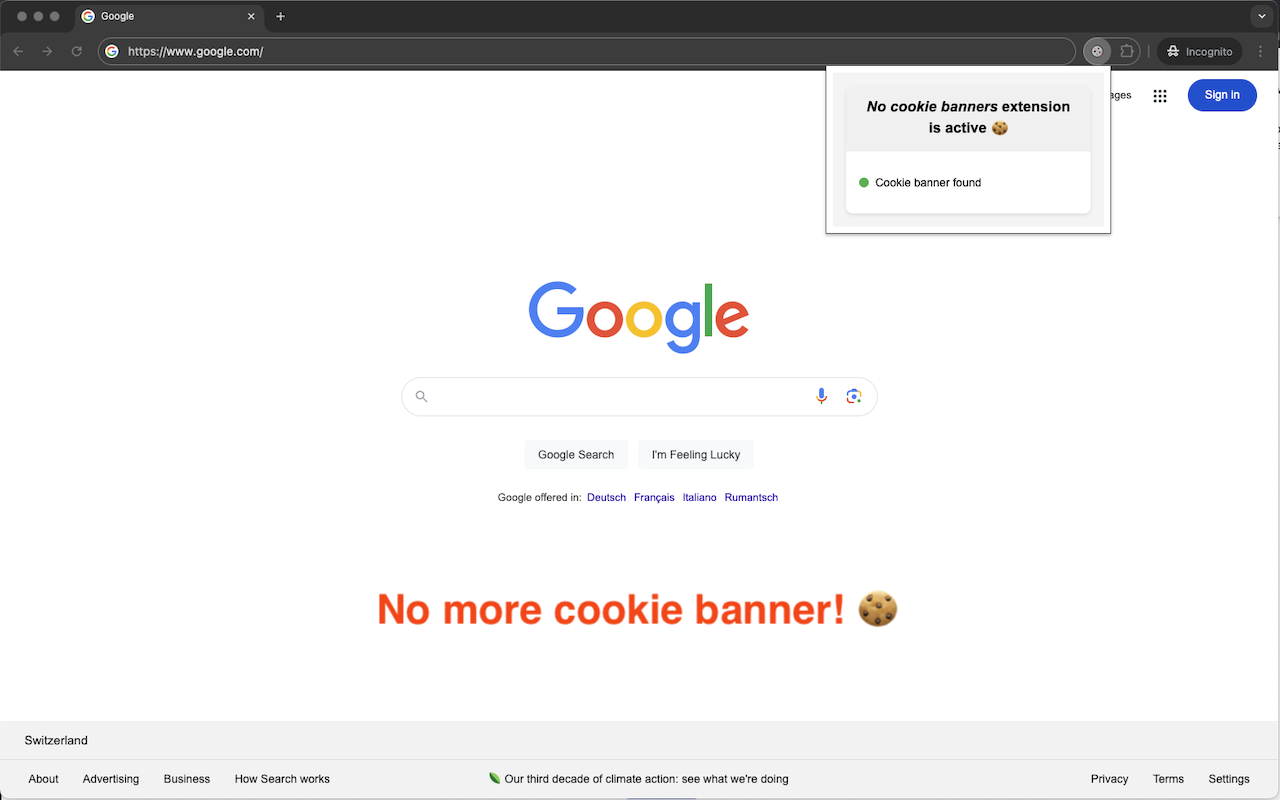 Google
https://www.google.com/
Incognito
No cookie banners extension
is active
Cookie banner found
ages
Sign in
Google
Google Search
I'm Feeling Lucky
Google offered in: Deutsch Français Italiano Rumantsch
No more cookie banner!
Switzerland
About Advertising Business How Search works Our third decade of climate action: see what we're doing Privacy Terms Settings